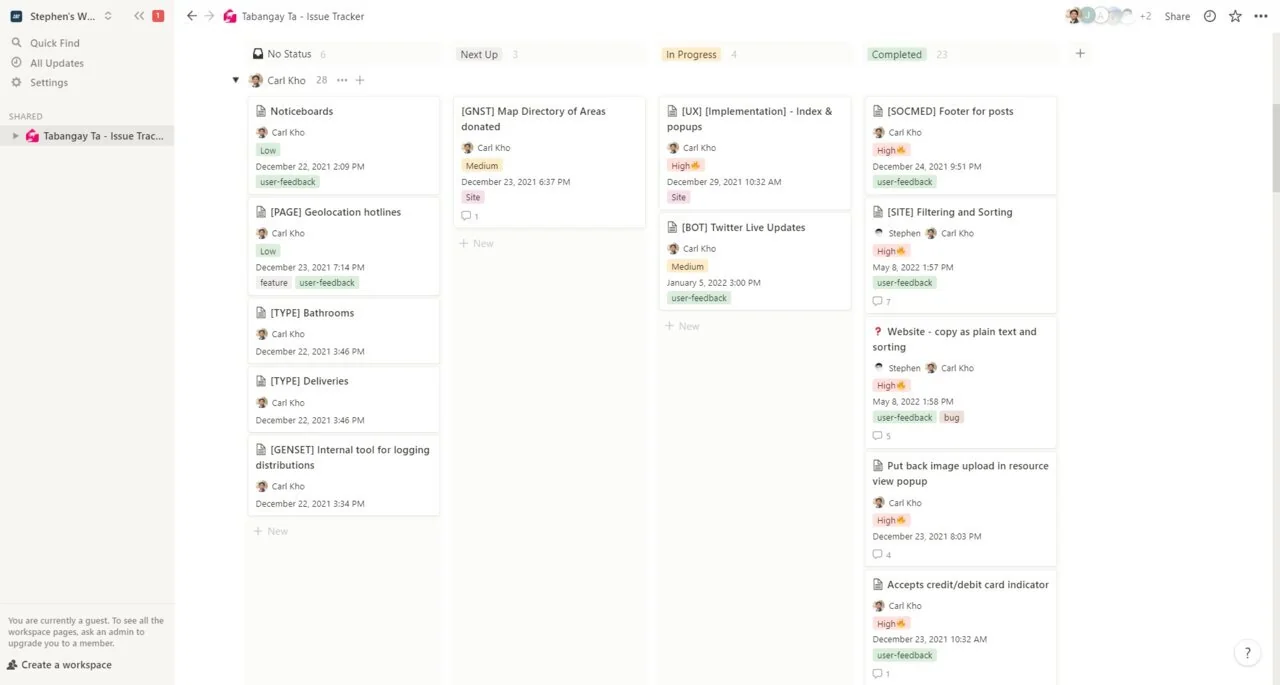 Stephen's W...
1
Tabangay Ta - Issue Tracker
+2
Share
Quick Find
All Updates
Settings
SHARED
Tabangay Ta - Issue Trac...
No Status 6
Next Up 3
In Progress 4
Completed 23
Carl Kho 28
Noticeboards
Carl Kho
Low
December 22, 2021 2:09 PM
user-feedback
[PAGE] Geolocation hotlines
Carl Kho
Low
December 23, 2021 7:14 PM
feature user-feedback
[TYPE] Bathrooms
Carl Kho
December 22, 2021 3:46 PM
[TYPE] Deliveries
Carl Kho
December 22, 2021 3:46 PM
[GENSET] Internal tool for logging
distributions
Carl Kho
December 22, 2021 3:34 PM
+ New
[GNST] Map Directory of Areas
donated
Carl Kho
Medium
December 23, 2021 6:37 PM
Site
1
+ New
[UX] [Implementation] - Index &
popups
Carl Kho
High🔥
December 29, 2021 10:32 AM
Site
[BOT] Twitter Live Updates
Carl Kho
Medium
January 5, 2022 3:00 PM
user-feedback
+ New
[SOCMED] Footer for posts
Carl Kho
High🔥
December 24, 2021 9:51 PM
user-feedback
[SITE] Filtering and Sorting
Stephen Carl Kho
High🔥
May 8, 2022 1:57 PM
user-feedback
7
❓ Website - copy as plain text and
sorting
Stephen Carl Kho
High🔥
May 8, 2022 1:58 PM
user-feedback bug
5
Put back image upload in resource
view popup
Carl Kho
High🔥
December 23, 2021 8:03 PM
4
Accepts credit/debit card indicator
Carl Kho
High🔥
December 23, 2021 10:32 AM
user-feedback
1
You are currently a guest. To see all the
workspace pages, ask an admin to
upgrade you to a member.
Create a workspace
?